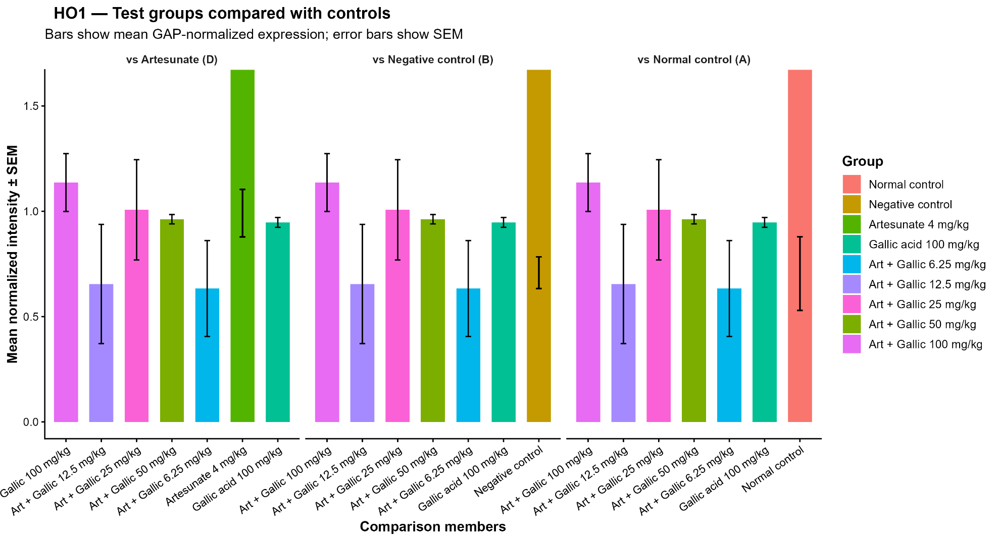 HO1 — Test groups compared with controls
Bars show mean GAP-normalized expression; error bars show SEM
vs Artesunate (D)
vs Negative control (B)
vs Normal control (A)
Mean normalized intensity ± SEM
1.5
1.0
0.5
0.0
Gallic 100 mg/kg
Art + Gallic 12.5 mg/kg
Art + Gallic 25 mg/kg
Art + Gallic 50 mg/kg
Art + Gallic 6.25 mg/kg
Artesunate 4 mg/kg
Gallic acid 100 mg/kg
Art + Gallic 100 mg/kg
Art + Gallic 12.5 mg/kg
Art + Gallic 25 mg/kg
Art + Gallic 50 mg/kg
Art + Gallic 6.25 mg/kg
Gallic acid 100 mg/kg
Negative control
Art + Gallic 100 mg/kg
Art + Gallic 12.5 mg/kg
Art + Gallic 25 mg/kg
Art + Gallic 50 mg/kg
Art + Gallic 6.25 mg/kg
Gallic acid 100 mg/kg
Normal control
Comparison members
Group
Normal control
Negative control
Artesunate 4 mg/kg
Gallic acid 100 mg/kg
Art + Gallic 6.25 mg/kg
Art + Gallic 12.5 mg/kg
Art + Gallic 25 mg/kg
Art + Gallic 50 mg/kg
Art + Gallic 100 mg/kg